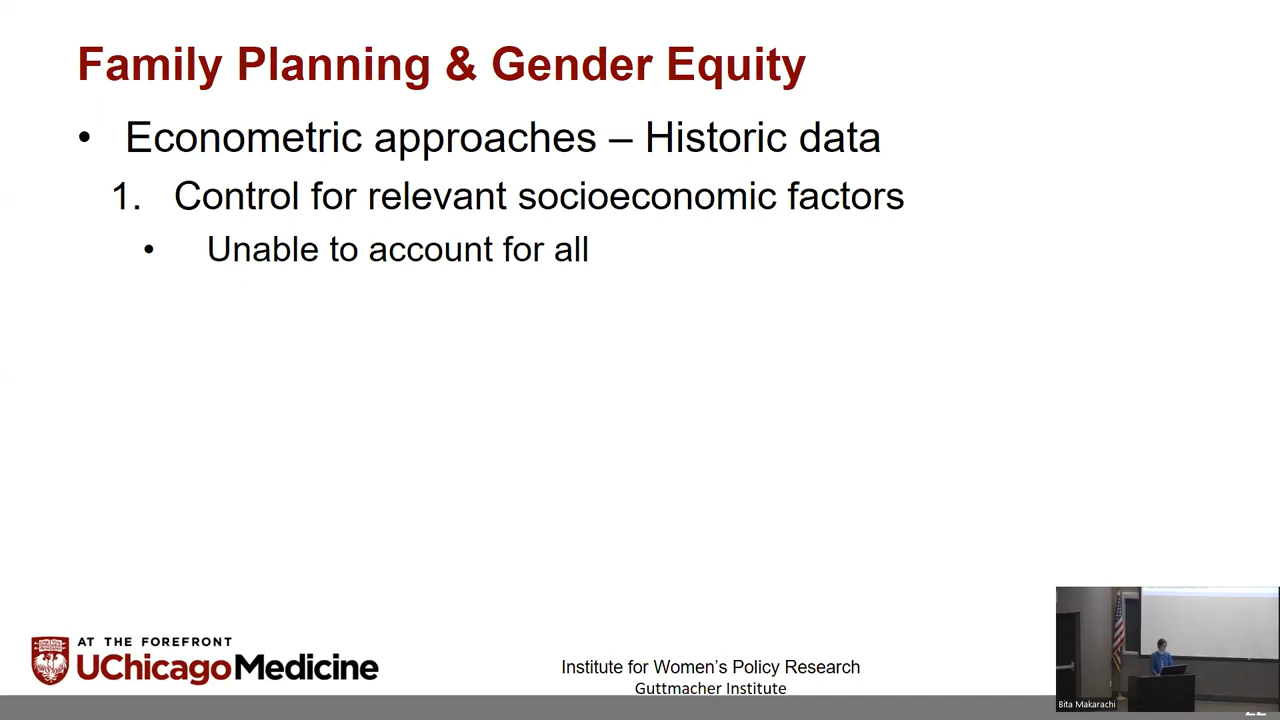 Family Planning & Gender Equity
• Econometric approaches – Historic data
1. Control for relevant socioeconomic factors
• Unable to account for all
AT THE FOREFRONT
UChicagoMedicine
Institute for Women's Policy Research
Guttmacher Institute
Bita Makarachi